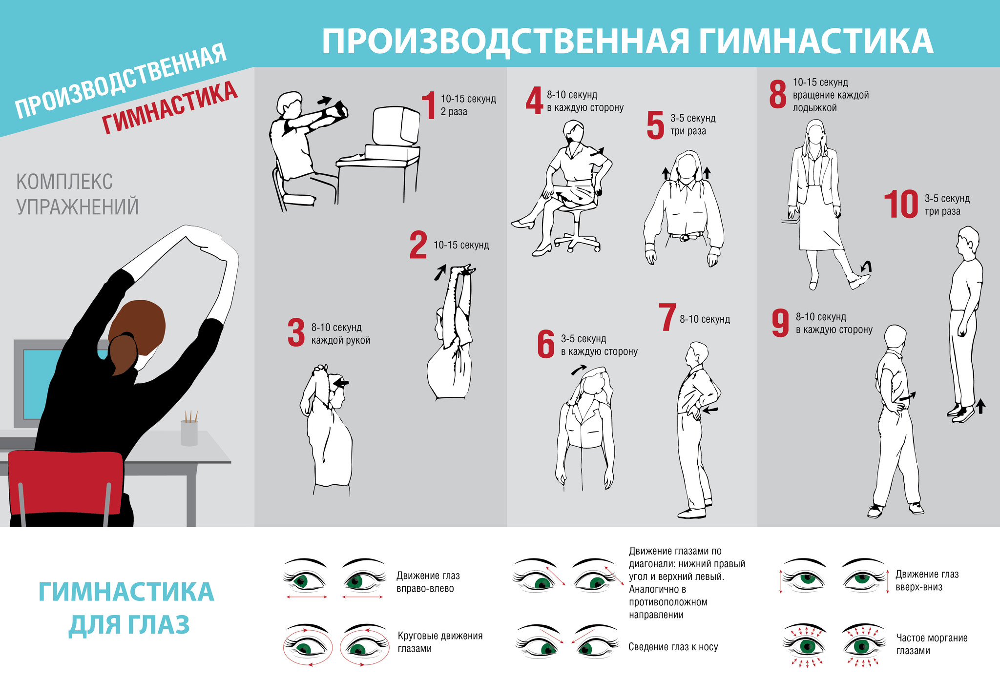 ПРОИЗВОДСТВЕННАЯ
ГИМНАСТИКА
КОМПЛЕКС
УПРАЖНЕНИЙ
ПРОИЗВОДСТВЕННАЯ ГИМНАСТИКА
1
10-15 секунд
2 раза
2
10-15 секунд
3
8-10 секунд
каждой рукой
4
8-10 секунд
в каждую сторону
5
3-5 секунд
три раза
6
3-5 секунд
в каждую сторону
7
8-10 секунд
8
10-15 секунд
вращение каждой
лодыжкой
9
8-10 секунд
в каждую сторону
10
3-5 секунд
три раза
ГИМНАСТИКА
ДЛЯ ГЛАЗ
Движение глаз
вправо-влево
Движение глазами по
диагонали: нижний правый
угол и верхний левый.
Аналогично в
противоположном
направлении
Движение глаз
вверх-вниз
Круговые движения
глазами
Сведение глаз к носу
Частое моргание
глазами